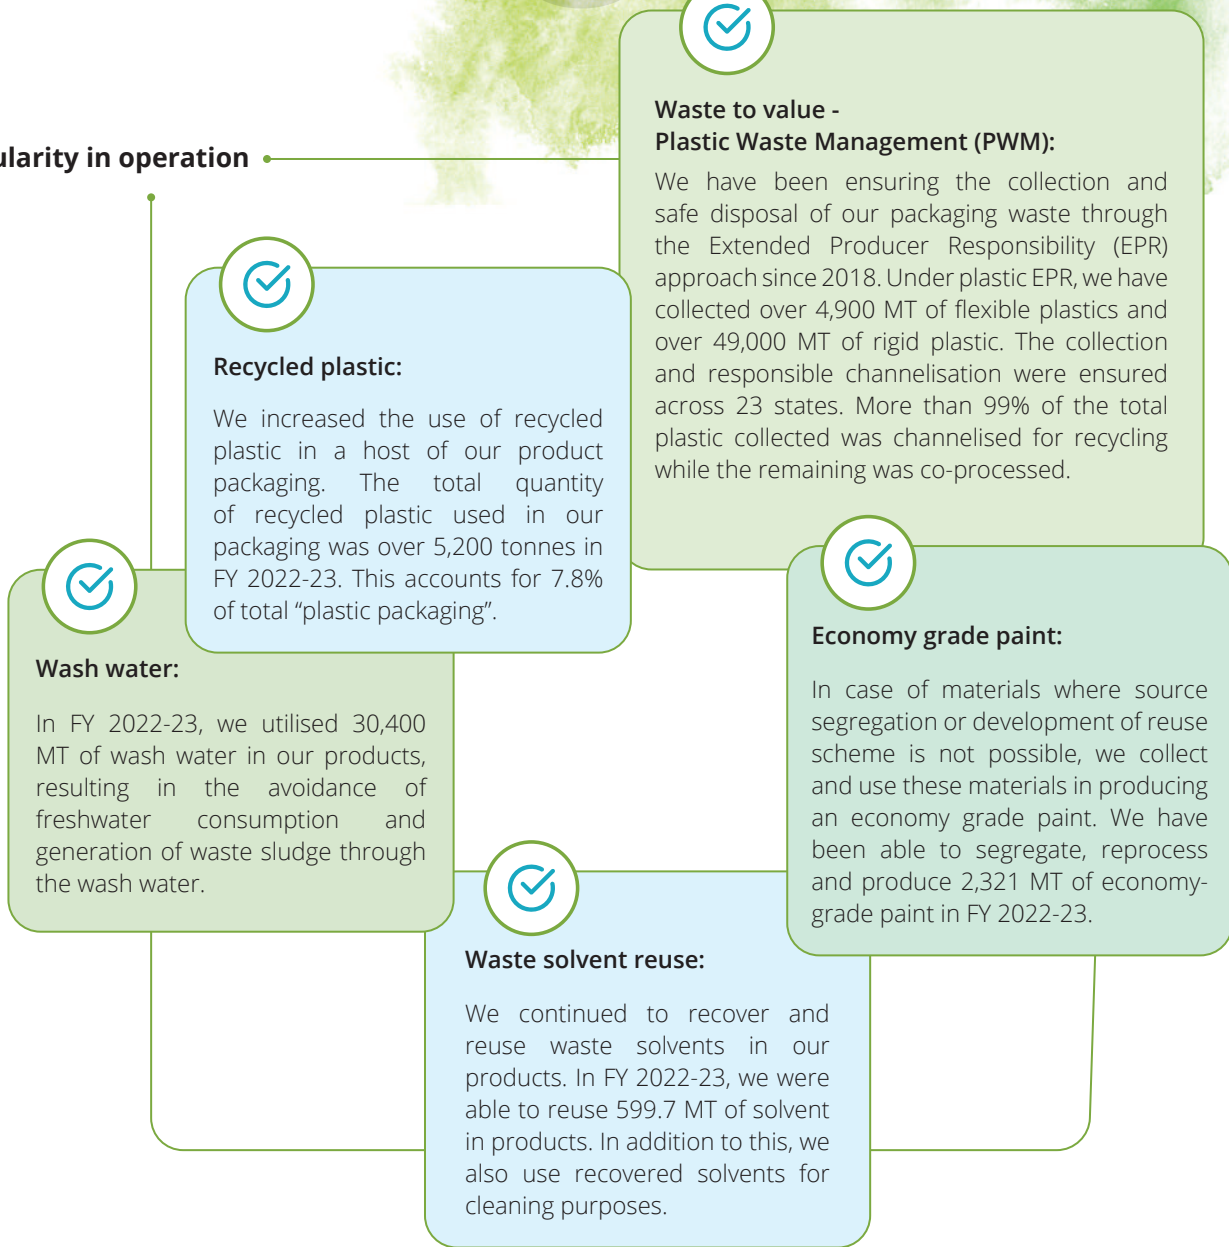 ularity in operation
Waste to value -
Plastic Waste Management (PWM):
We have been ensuring the collection and
safe disposal of our packaging waste through
the Extended Producer Responsibility (EPR)
approach since 2018. Under plastic EPR, we have
collected over 4,900 MT of flexible plastics and
over 49,000 MT of rigid plastic. The collection
and responsible channelisation were ensured
across 23 states. More than 99% of the total
plastic collected was channelised for recycling
while the remaining was co-processed.
Recycled plastic:
We increased the use of recycled
plastic in a host of our product
packaging. The total quantity
of recycled plastic used in our
packaging was over 5,200 tonnes in
FY 2022-23. This accounts for 7.8%
of total “plastic packaging”.
Wash water:
In FY 2022-23, we utilised 30,400
MT of wash water in our products,
resulting in the avoidance of
freshwater consumption and
generation of waste sludge through
the wash water.
Economy grade paint:
In case of materials where source
segregation or development of reuse
scheme is not possible, we collect
and use these materials in producing
an economy grade paint. We have
been able to segregate, reprocess
and produce 2,321 MT of economy-
grade paint in FY 2022-23.
Waste solvent reuse:
We continued to recover and
reuse waste solvents in our
products. In FY 2022-23, we were
able to reuse 599.7 MT of solvent
in products. In addition to this, we
also use recovered solvents for
cleaning purposes.